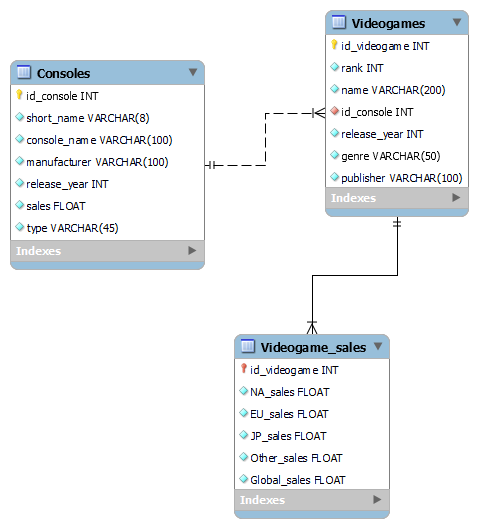 Consoles
id_console INT
short_name VARCHAR(8)
console_name VARCHAR(100)
manufacturer VARCHAR(100)
release_year INT
sales FLOAT
type VARCHAR(45)
Indexes
Videogames
id_videogame INT
rank INT
name VARCHAR(200)
id_console INT
release_year INT
genre VARCHAR(50)
publisher VARCHAR(100)
Indexes
Videogame_sales
id_videogame INT
NA_sales FLOAT
EU_sales FLOAT
JP_sales FLOAT
Other_sales FLOAT
Global_sales FLOAT
Indexes